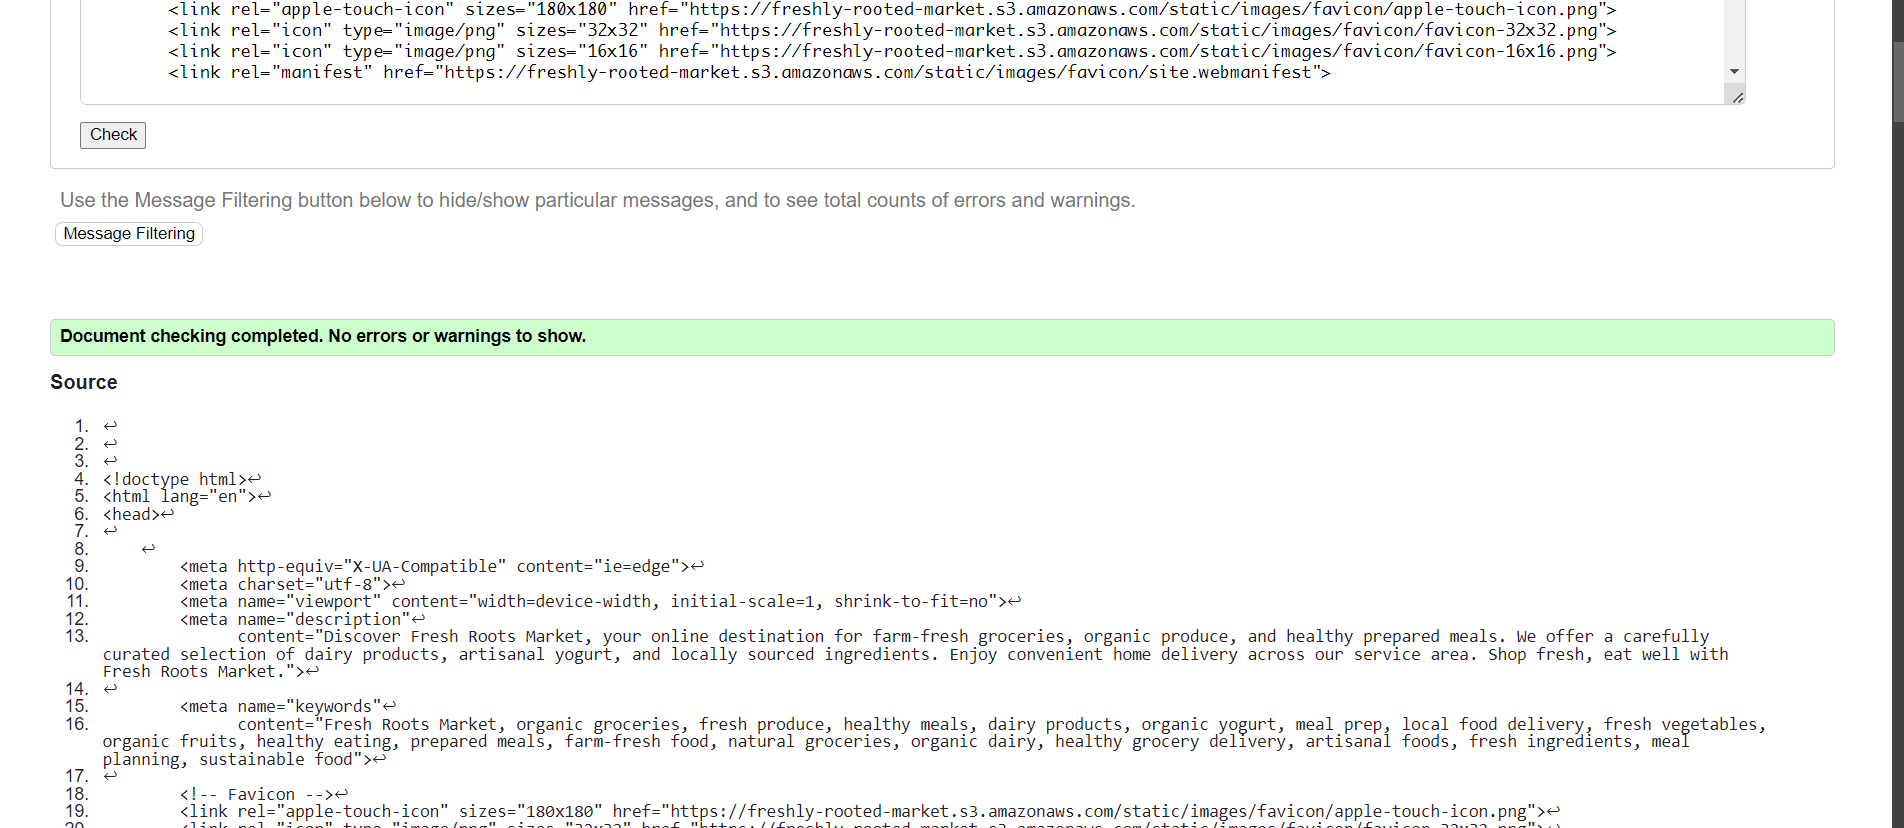 <link rel="apple-touch-icon" sizes="180x180" href="https://freshly-rooted-market.s3.amazonaws.com/static/images/favicon/apple-touch-icon.png">
<link rel="icon" type="image/png" sizes="32x32" href="https://freshly-rooted-market.s3.amazonaws.com/static/images/favicon/favicon-32x32.png">
<link rel="icon" type="image/png" sizes="16x16" href="https://freshly-rooted-market.s3.amazonaws.com/static/images/favicon/favicon-16x16.png">
<link rel="manifest" href="https://freshly-rooted-market.s3.amazonaws.com/static/images/favicon/site.webmanifest">
Check
Use the Message Filtering button below to hide/show particular messages, and to see total counts of errors and warnings.
Message Filtering
Document checking completed. No errors or warnings to show.
Source
1. ↩
2. ↩
3. ↩
4. <!doctype html>↩
5. <html lang="en">↩
6. <head>↩
7. ↩
8. ↩
9. <meta http-equiv="X-UA-Compatible" content="ie=edge">↩
10. <meta charset="utf-8">↩
11. <meta name="viewport" content="width=device-width, initial-scale=1, shrink-to-fit=no">↩
12. <meta name="description"↩
13. content="Discover Fresh Roots Market, your online destination for farm-fresh groceries, organic produce, and healthy prepared meals. We offer a carefully
curated selection of dairy products, artisanal yogurt, and locally sourced ingredients. Enjoy convenient home delivery across our service area. Shop fresh, eat well with
Fresh Roots Market.">↩
14. ↩
15. <meta name="keywords"↩
16. content="Fresh Roots Market, organic groceries, fresh produce, healthy meals, dairy products, organic yogurt, meal prep, local food delivery, fresh vegetables,
organic fruits, healthy eating, prepared meals, farm-fresh food, natural groceries, organic dairy, healthy grocery delivery, artisanal foods, fresh ingredients, meal
planning, sustainable food">↩
17. ↩
18. <!-- Favicon -->↩
19. <link rel="apple-touch-icon" sizes="180x180" href="https://freshly-rooted-market.s3.amazonaws.com/static/images/favicon/apple-touch-icon.png">↩